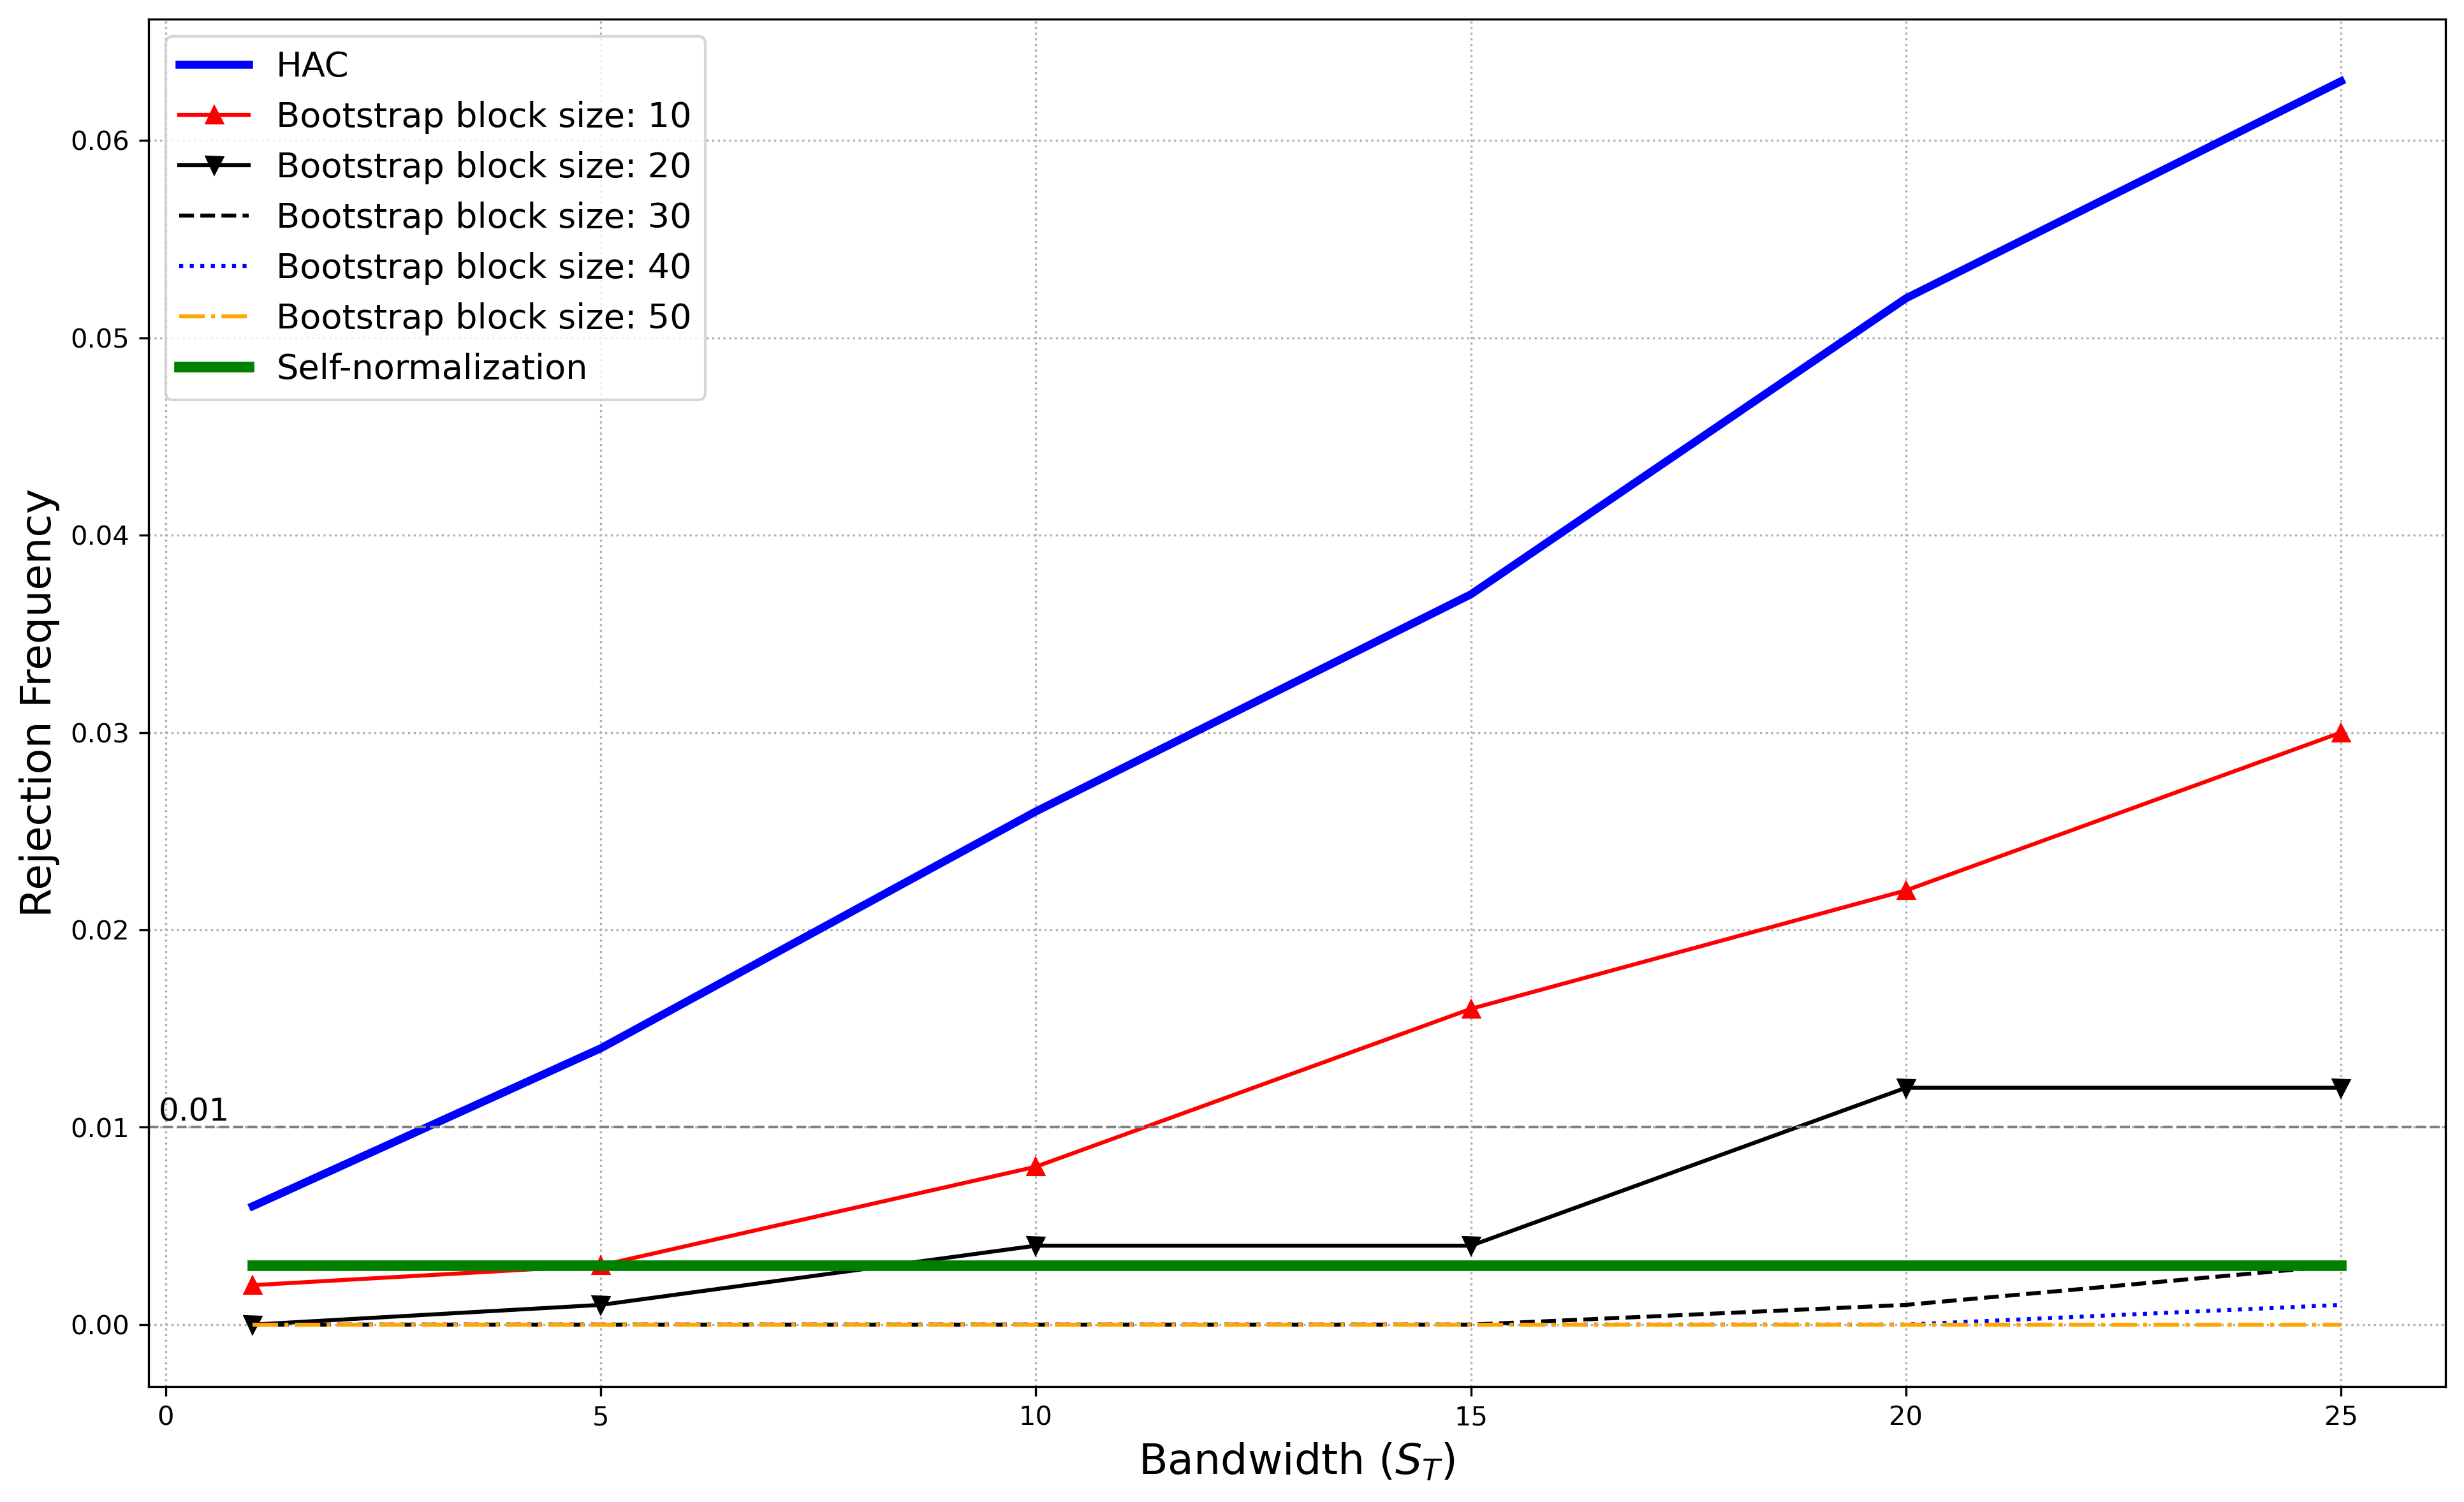 HAC
Bootstrap block size: 10
Bootstrap block size: 20
Bootstrap block size: 30
Bootstrap block size: 40
Bootstrap block size: 50
Self-normalization
Rejection Frequency
0.06
0.05
0.04
0.03
0.02
0.01
0.01
0.00
0 5 10 15 20 25
Bandwidth (S_T)